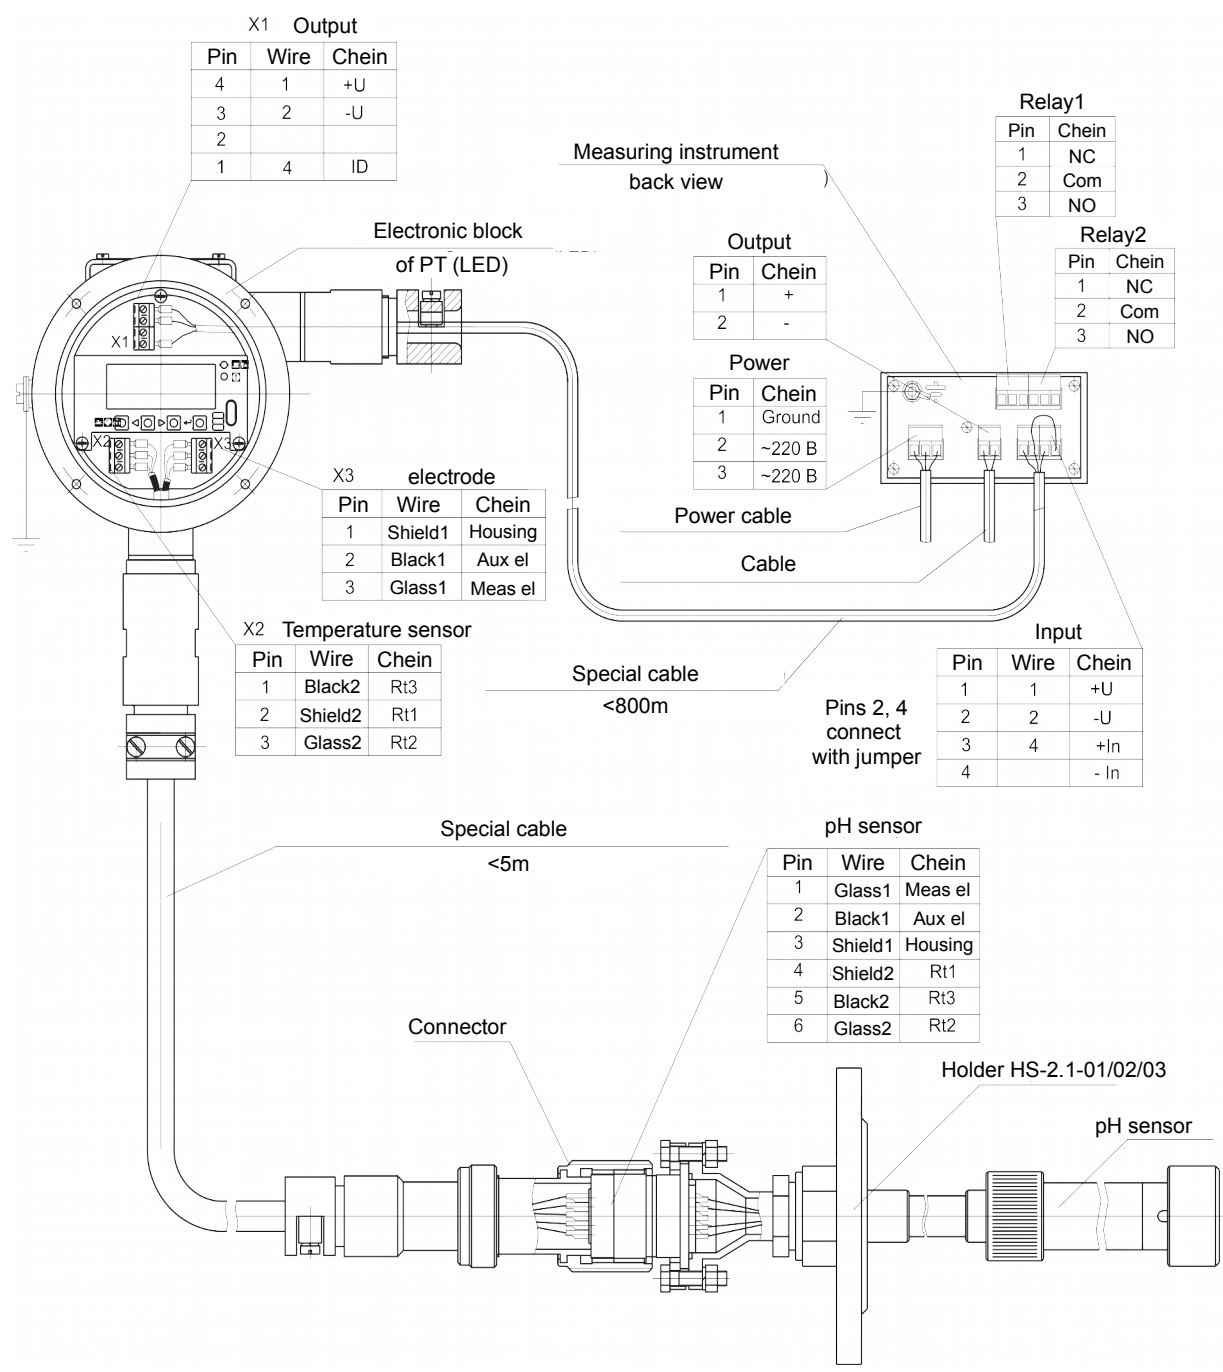 X1 Output
Pin Wire Chein
4 1 +U
3 2 -U
2
1 4 ID
Relay1
Pin Chein
1 NC
2 Com
3 NO
Measuring instrument
back view
Relay2
Pin Chein
1 NC
2 Com
3 NO
Electronic block
of PT (LED)
Output
Pin Chein
1 +
2 -
Power
Pin Chein
1 Ground
2 ~220 В
3 ~220 В
X1
X2
X3
X3 electrode
Pin Wire Chein
1 Shield1 Housing
2 Black1 Aux el
3 Glass1 Meas el
Power cable
Cable
X2 Temperature sensor
Pin Wire Chein
1 Black2 Rt3
2 Shield2 Rt1
3 Glass2 Rt2
Special cable
<800m
Input
Pin Wire Chein
1 1 +U
2 2 -U
3 4 +In
4 - In
Pins 2, 4
connect
with jumper
Special cable
<5m
pH sensor
Pin Wire Chein
1 Glass1 Meas el
2 Black1 Aux el
3 Shield1 Housing
4 Shield2 Rt1
5 Black2 Rt3
6 Glass2 Rt2
Connector
Holder HS-2.1-01/02/03
pH sensor